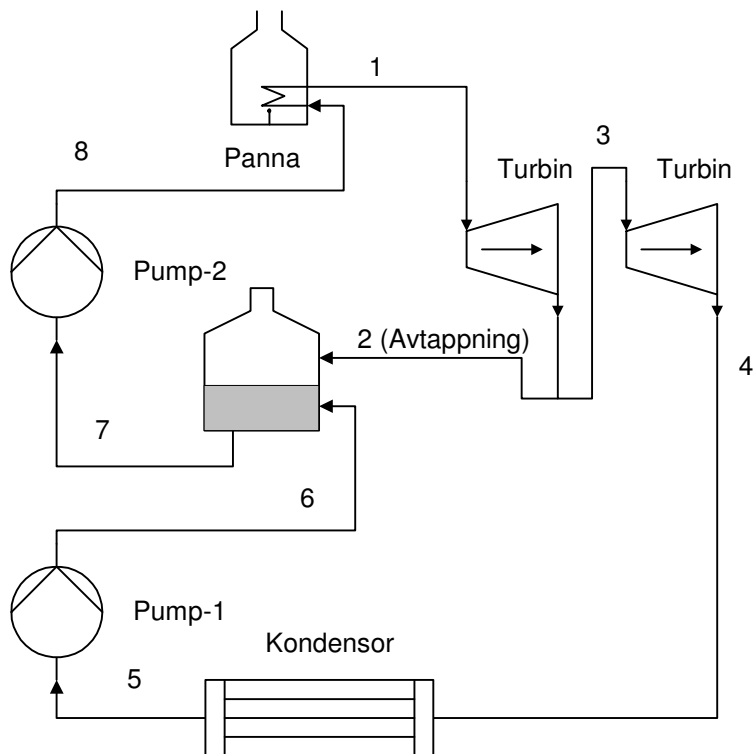 1
3
8
Panna
Turbin
Turbin
Pump-2
2 (Avtappning)
4
7
6
Pump-1
Kondensor
5